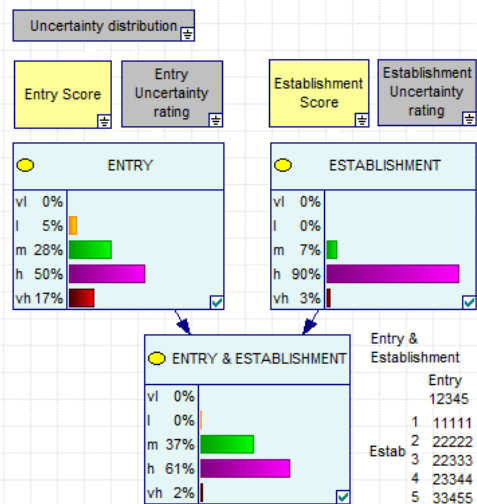 Uncertainty distribution
Entry Score
Entry
Uncertainty
rating
Establishment
Score
Establishment
Uncertainty
rating
ENTRY
vl 0%
l 5%
m 28%
h 50%
vh 17%
ESTABLISHMENT
vl 0%
l 0%
m 7%
h 90%
vh 3%
ENTRY & ESTABLISHMENT
vl 0%
l 0%
m 37%
h 61%
vh 2%
Entry &
Establishment
Entry
12345
Estab
1 11111
2 22222
3 22333
4 23344
5 33455